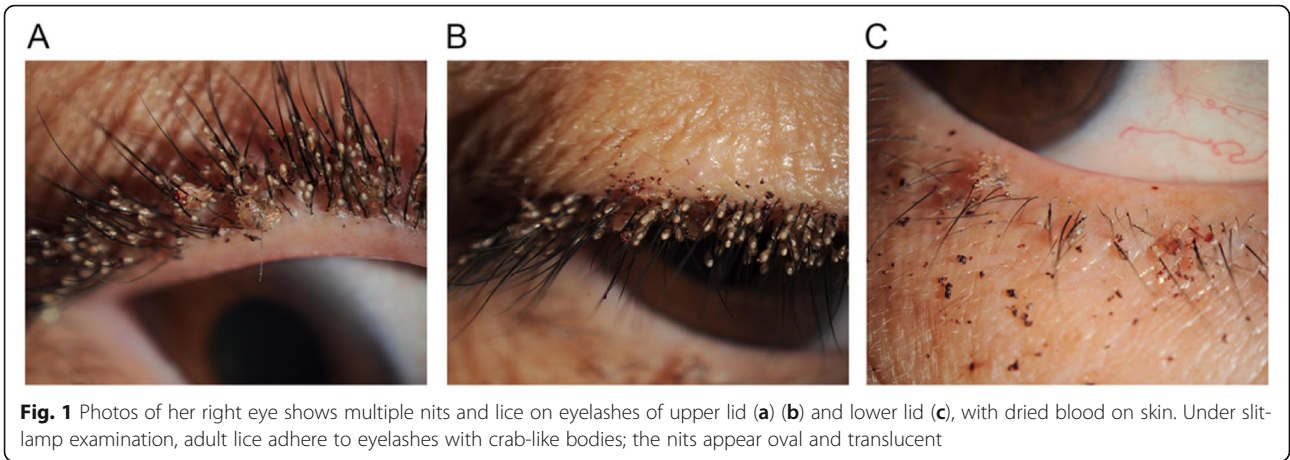 A
B
C
Fig. 1 Photos of her right eye shows multiple nits and lice on eyelashes of upper lid (a) (b) and lower lid (c), with dried blood on skin. Under slit-
lamp examination, adult lice adhere to eyelashes with crab-like bodies; the nits appear oval and translucent